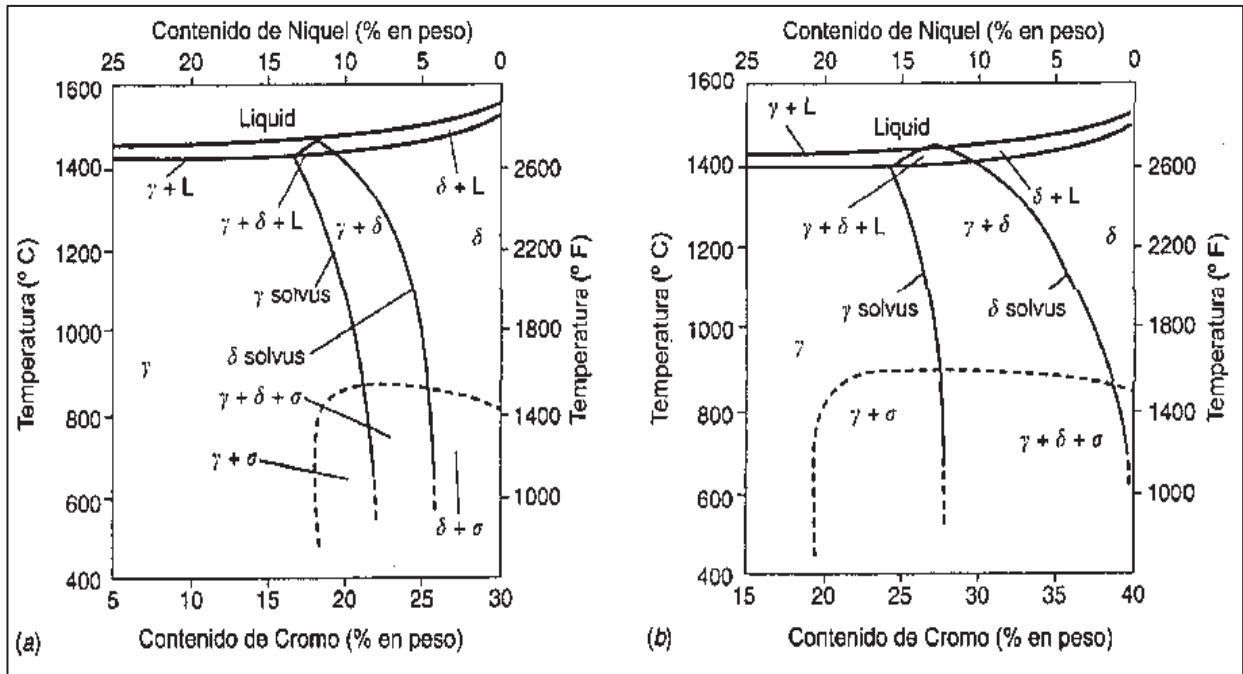 Contenido de Niquel (% en peso)
25 20 15 10 5 0
1600
1400
1200
1000
800
600
400
Temperatura (° C)
Liquid
γ + L
γ + δ + L
γ + δ
δ + L
δ
γ solvus
δ solvus
γ
γ + δ + σ
γ + σ
δ + σ
2600
2200
1800
1400
1000
Temperatura (° F)
5 10 15 20 25 30
(a)
Contenido de Cromo (% en peso)
Contenido de Niquel (% en peso)
25 20 15 10 5 0
1600
1400
1200
1000
800
600
400
Temperatura (° C)
γ + L
Liquid
γ + δ + L
γ + δ
δ + L
δ
γ solvus
δ solvus
γ
γ + σ
γ + δ + σ
2600
2200
1800
1400
1000
Temperatura (° F)
15 20 25 30 35 40
(b)
Contenido de Cromo (% en peso)